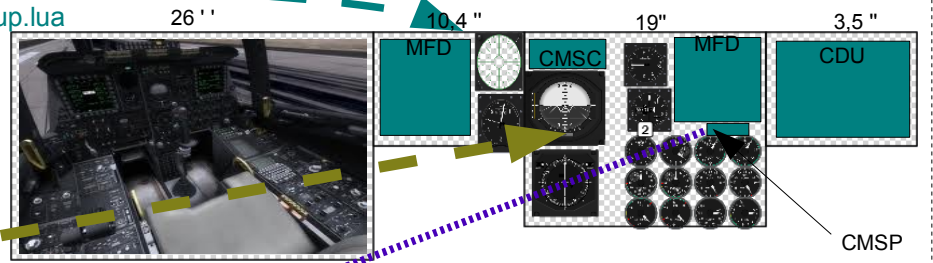 up.lua
26 ' '
10,4 "
19"
3,5 "
MFD
CMSC
MFD
CDU
2
CMSP